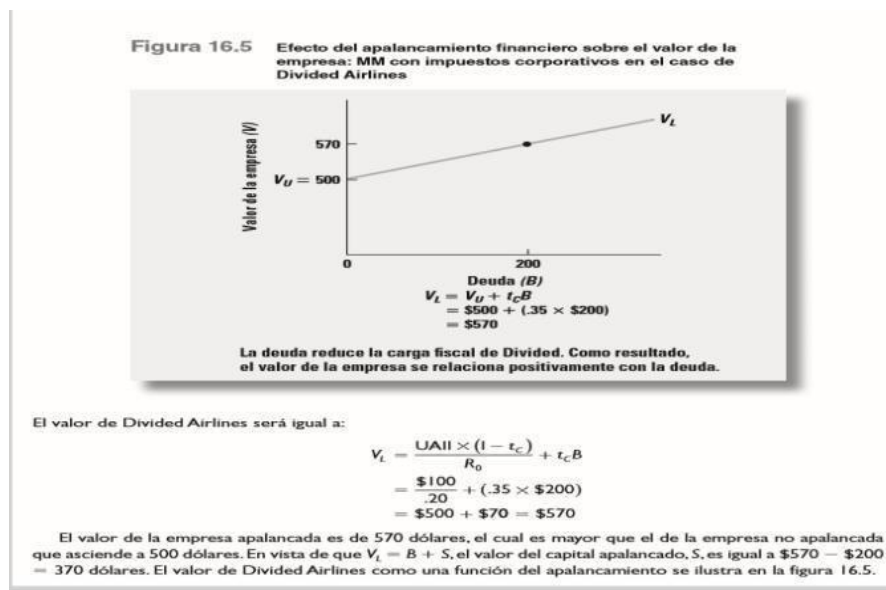 Figura 16.5
Efecto del apalancamiento financiero sobre el valor de la
empresa: MM con impuestos corporativos en el caso de
Divided Airlines
Valor de la empresa (V)
V_L
570
V_U = 500
0
200
Deuda (B)
V_L = V_U + t_C B
= $500 + (.35 × $200)
= $570
La deuda reduce la carga fiscal de Divided. Como resultado,
el valor de la empresa se relaciona positivamente con la deuda.
El valor de Divided Airlines será igual a:
V_L = UAII × (1 − t_C) / R_0 + t_C B
= $100 / .20 + (.35 × $200)
= $500 + $70 = $570
El valor de la empresa apalancada es de 570 dólares, el cual es mayor que el de la empresa no apalancada
que asciende a 500 dólares. En vista de que V_L = B + S, el valor del capital apalancado, S, es igual a $570 − $200
= 370 dólares. El valor de Divided Airlines como una función del apalancamiento se ilustra en la figura 16.5.